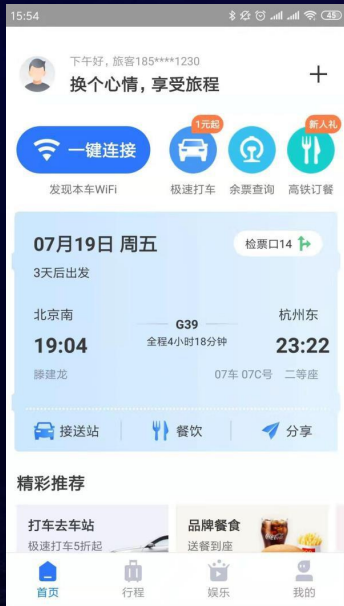 15:54
45
下午好，旅客185****1230
换个心情，享受旅程
1元起
新人礼
一键连接
发现本车WiFi
极速打车
余票查询
高铁订餐
07月19日 周五
检票口14
3天后出发
北京南
G39
杭州东
19:04
全程4小时18分钟
23:22
滕建龙
07车 07C号 二等座
接送站
餐饮
分享
精彩推荐
打车去车站
极速打车5折起
品牌餐食
送餐到座
首页
行程
娱乐
我的